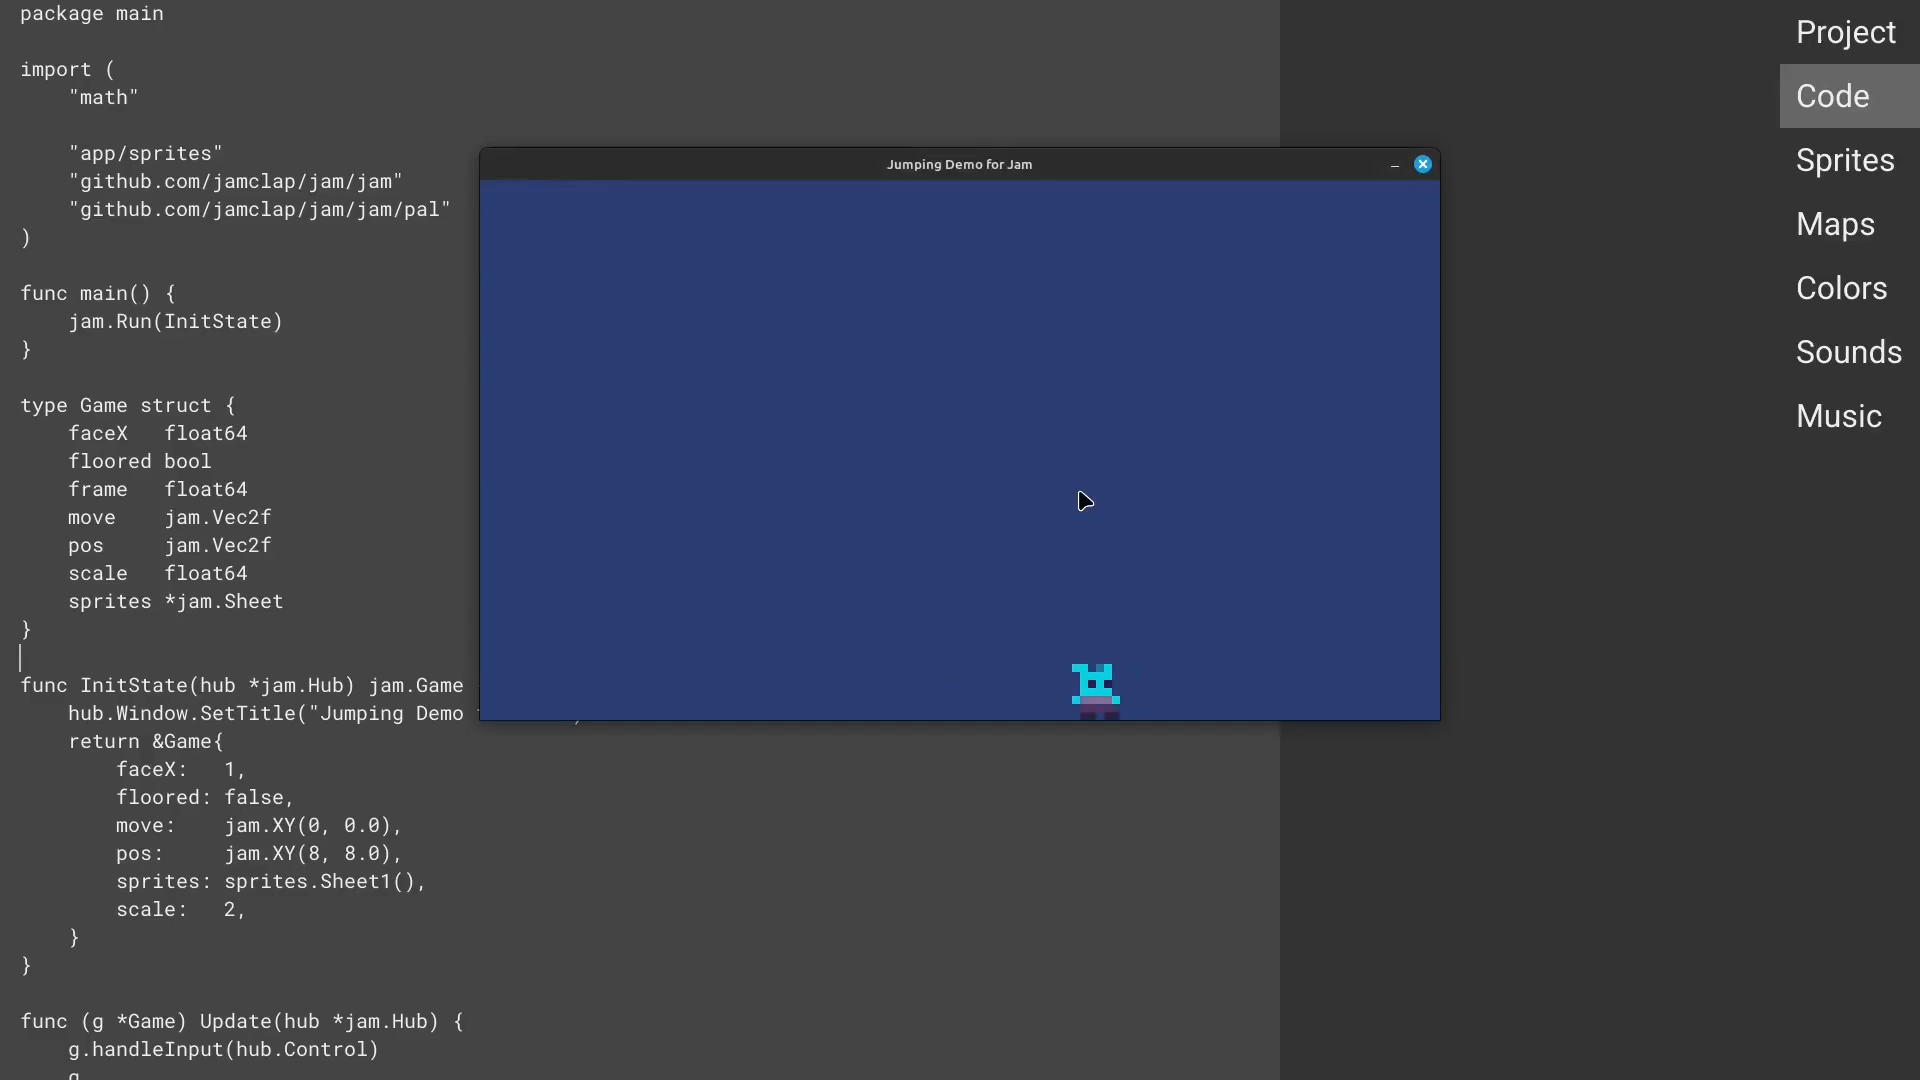 package main
import (
"math"
"app/sprites"
"github.com/jamclap/jam/jam"
"github.com/jamclap/jam/jam/pal"
)
func main() {
jam.Run(InitState)
}
type Game struct {
faceX float64
floored bool
frame float64
move jam.Vec2f
pos jam.Vec2f
scale float64
sprites *jam.Sheet
}
func InitState(hub *jam.Hub) jam.Game
hub.Window.SetTitle("Jumping Demo
return &Game{
faceX: 1,
floored: false,
move: jam.XY(0, 0.0),
pos: jam.XY(8, 8.0),
sprites: sprites.Sheet1(),
scale: 2,
}
}
func (g *Game) Update(hub *jam.Hub) {
g.handleInput(hub.Control)
Jumping Demo for Jam
Project
Code
Sprites
Maps
Colors
Sounds
Music